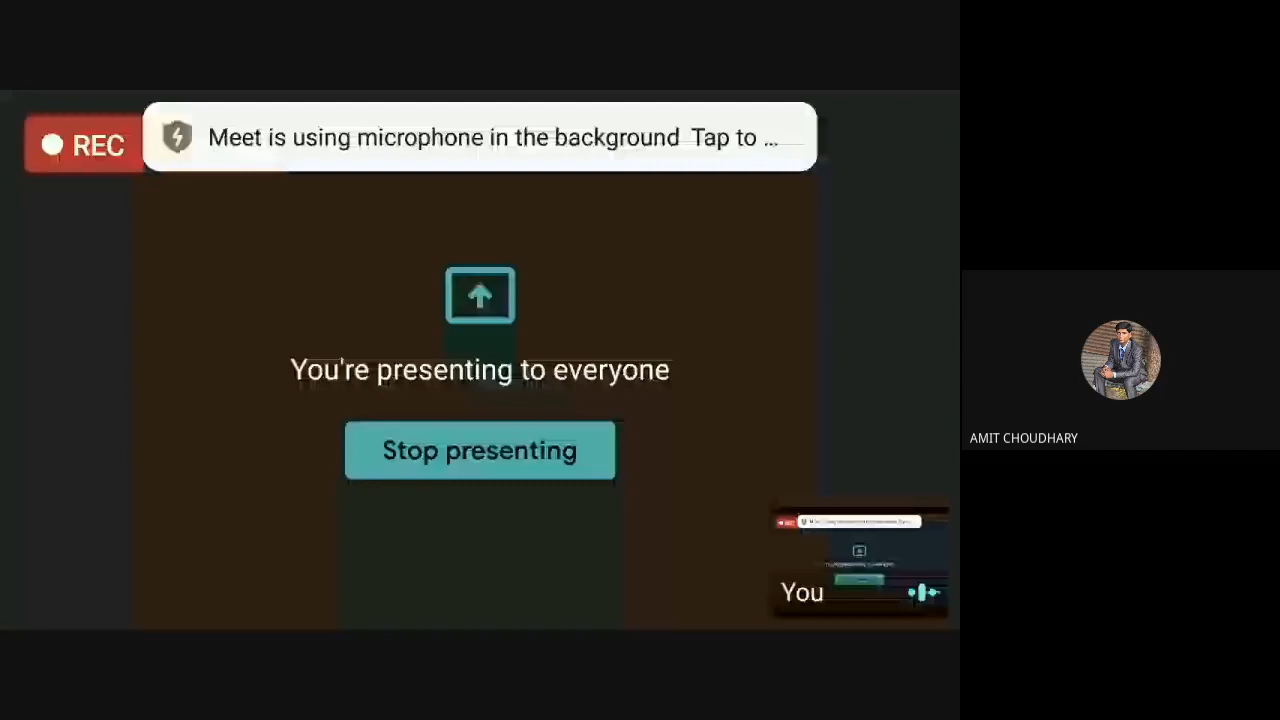 REC
Meet is using microphone in the background Tap to ...
You're presenting to everyone
Stop presenting
You
AMIT CHOUDHARY